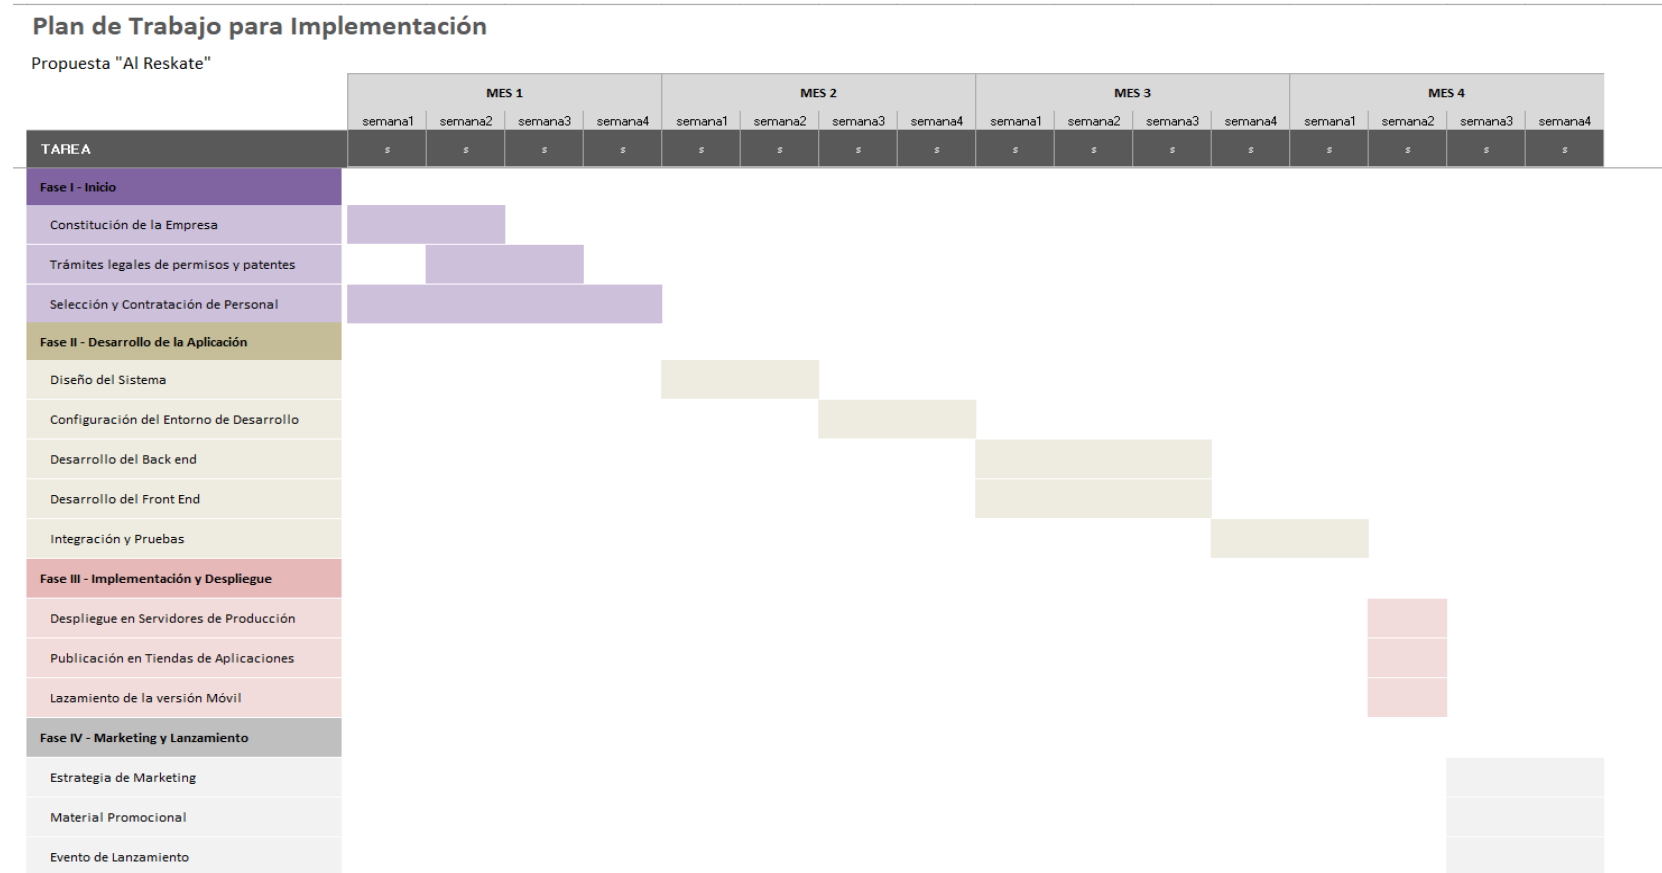 Plan de Trabajo para Implementación
Propuesta "Al Reskate"
MES 1 MES 2 MES 3 MES 4
semana1 semana2 semana3 semana4 semana1 semana2 semana3 semana4 semana1 semana2 semana3 semana4 semana1 semana2 semana3 semana4
TAREA s s s s s s s s s s s s s s s s
Fase I - Inicio
Constitución de la Empresa
Trámites legales de permisos y patentes
Selección y Contratación de Personal
Fase II - Desarrollo de la Aplicación
Diseño del Sistema
Configuración del Entorno de Desarrollo
Desarrollo del Back end
Desarrollo del Front End
Integración y Pruebas
Fase III - Implementación y Despliegue
Despliegue en Servidores de Producción
Publicación en Tiendas de Aplicaciones
Lazamiento de la versión Móvil
Fase IV - Marketing y Lanzamiento
Estrategia de Marketing
Material Promocional
Evento de Lanzamiento